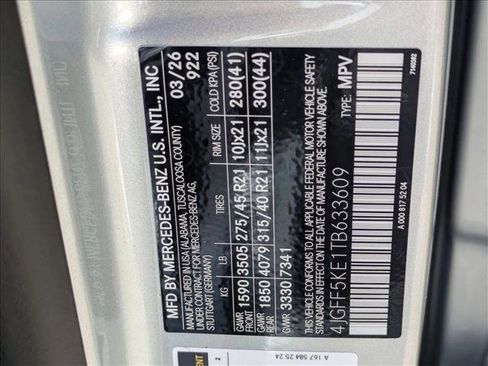 MFD BY MERCEDES-BENZ U.S. INTL., INC
MANUFACTURED IN USA (ALABAMA, TUSCALOOSA COUNTY)
UNDER CONTRACT FOR MERCEDES-BENZ AG,
STUTTGART (GERMANY)
03/26
922
KG LB RIM SIZE COLD KPA (PSI)
GAWR FRONT 1590 3505 275/45 R21 10Jx21 280(41)
GAWR REAR 1850 4079 315/40 R21 11Jx21 300(44)
GVWR 3330 7341
THIS VEHICLE CONFORMS TO ALL APPLICABLE FEDERAL MOTOR VEHICLE SAFETY
STANDARDS IN EFFECT ON THE DATE OF MANUFACTURE SHOWN ABOVE.
4JGFF5KE1TB633609 TYPE: MPV
A 000 817 52 04
A 167 584 25 24
2